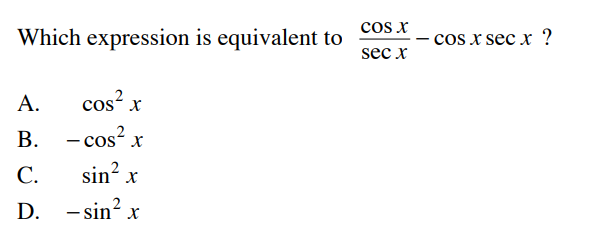 Which expression is equivalent to cos x / sec x − cos x sec x ?
A. cos² x
B. − cos² x
C. sin² x
D. − sin² x